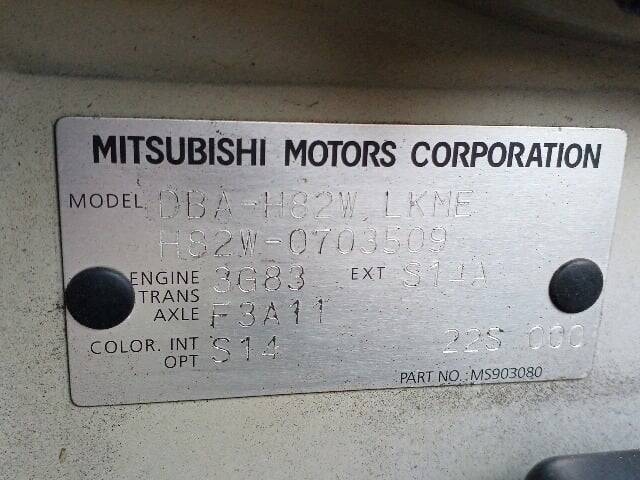 MITSUBISHI MOTORS CORPORATION
MODEL DBA-H82W LKME
H82W-0703509
ENGINE 3G83 EXT S14A
TRANS
AXLE F3A11
COLOR. INT S14 22S 000
OPT
PART NO.:MS903080